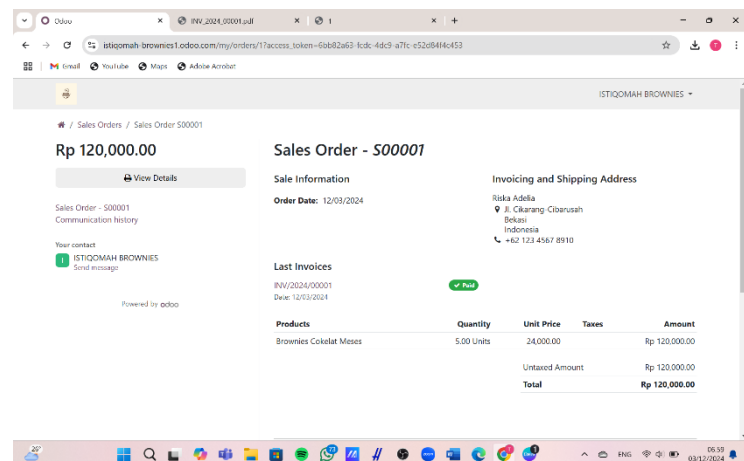 Odoo
INV_2024_00001.pdf
1
istiqomah-brownies1.odoo.com/my/orders/1?access_token=6bb82a63-fcdc-4dc9-a7fc-e52d84f4c453
Gmail
YouTube
Maps
Adobe Acrobat
ISTIQOMAH BROWNIES
/ Sales Orders / Sales Order S00001
Rp 120,000.00
View Details
Sales Order - S00001
Communication history
Your contact
I
ISTIQOMAH BROWNIES
Send message
Powered by odoo
Sales Order - S00001
Sale Information
Order Date: 12/03/2024
Invoicing and Shipping Address
Riska Adelia
Jl. Cikarang-Cibarusah
Bekasi
Indonesia
+62 123 4567 8910
Last Invoices
INV/2024/00001
Paid
Date: 12/03/2024
Products Quantity Unit Price Taxes Amount
Brownies Cokelat Meses 5.00 Units 24,000.00 Rp 120,000.00
Untaxed Amount Rp 120,000.00
Total Rp 120,000.00
26°
ENG
06.59
03/12/2024